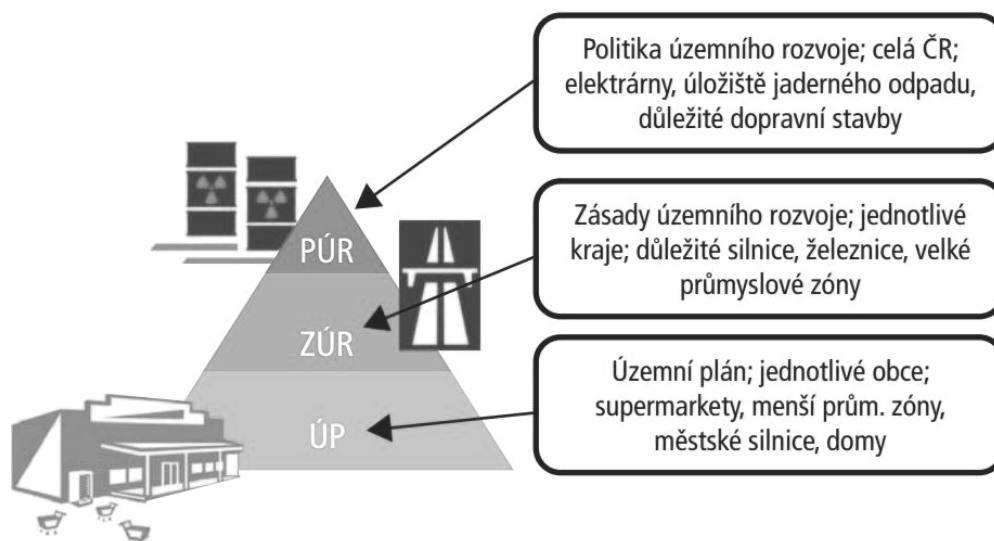 Politika územního rozvoje; celá ČR;
elektrárny, úložiště jaderného odpadu,
důležité dopravní stavby
PÚR
Zásady územního rozvoje; jednotlivé
kraje; důležité silnice, železnice, velké
průmyslové zóny
ZÚR
Územní plán; jednotlivé obce;
supermarkety, menší prům. zóny,
městské silnice, domy
ÚP